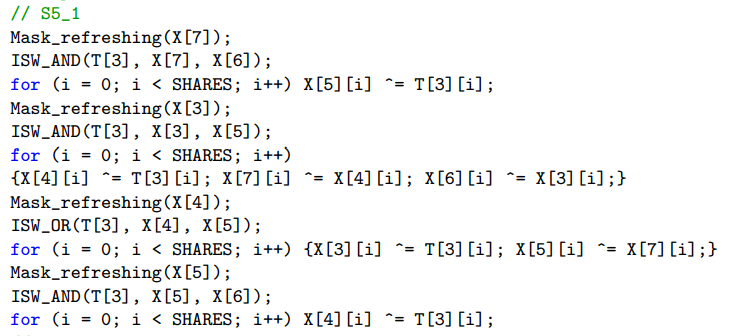 // S5_1
Mask_refreshing(X[7]);
ISW_AND(T[3], X[7], X[6]);
for (i = 0; i < SHARES; i++) X[5][i] ^= T[3][i];
Mask_refreshing(X[3]);
ISW_AND(T[3], X[3], X[5]);
for (i = 0; i < SHARES; i++)
{X[4][i] ^= T[3][i]; X[7][i] ^= X[4][i]; X[6][i] ^= X[3][i];}
Mask_refreshing(X[4]);
ISW_OR(T[3], X[4], X[5]);
for (i = 0; i < SHARES; i++) {X[3][i] ^= T[3][i]; X[5][i] ^= X[7][i];}
Mask_refreshing(X[5]);
ISW_AND(T[3], X[5], X[6]);
for (i = 0; i < SHARES; i++) X[4][i] ^= T[3][i];